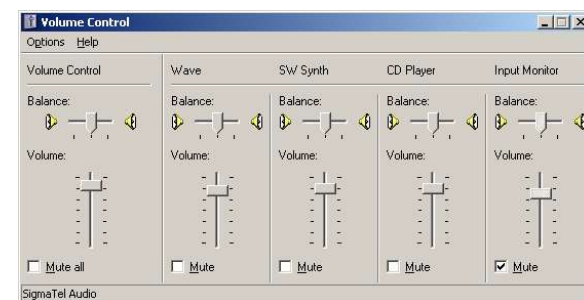 Volume Control
Options Help
Volume Control Wave SW Synth CD Player Input Monitor
Balance: Balance: Balance: Balance: Balance:
Volume: Volume: Volume: Volume: Volume:
Mute all Mute Mute Mute Mute
SigmaTel Audio